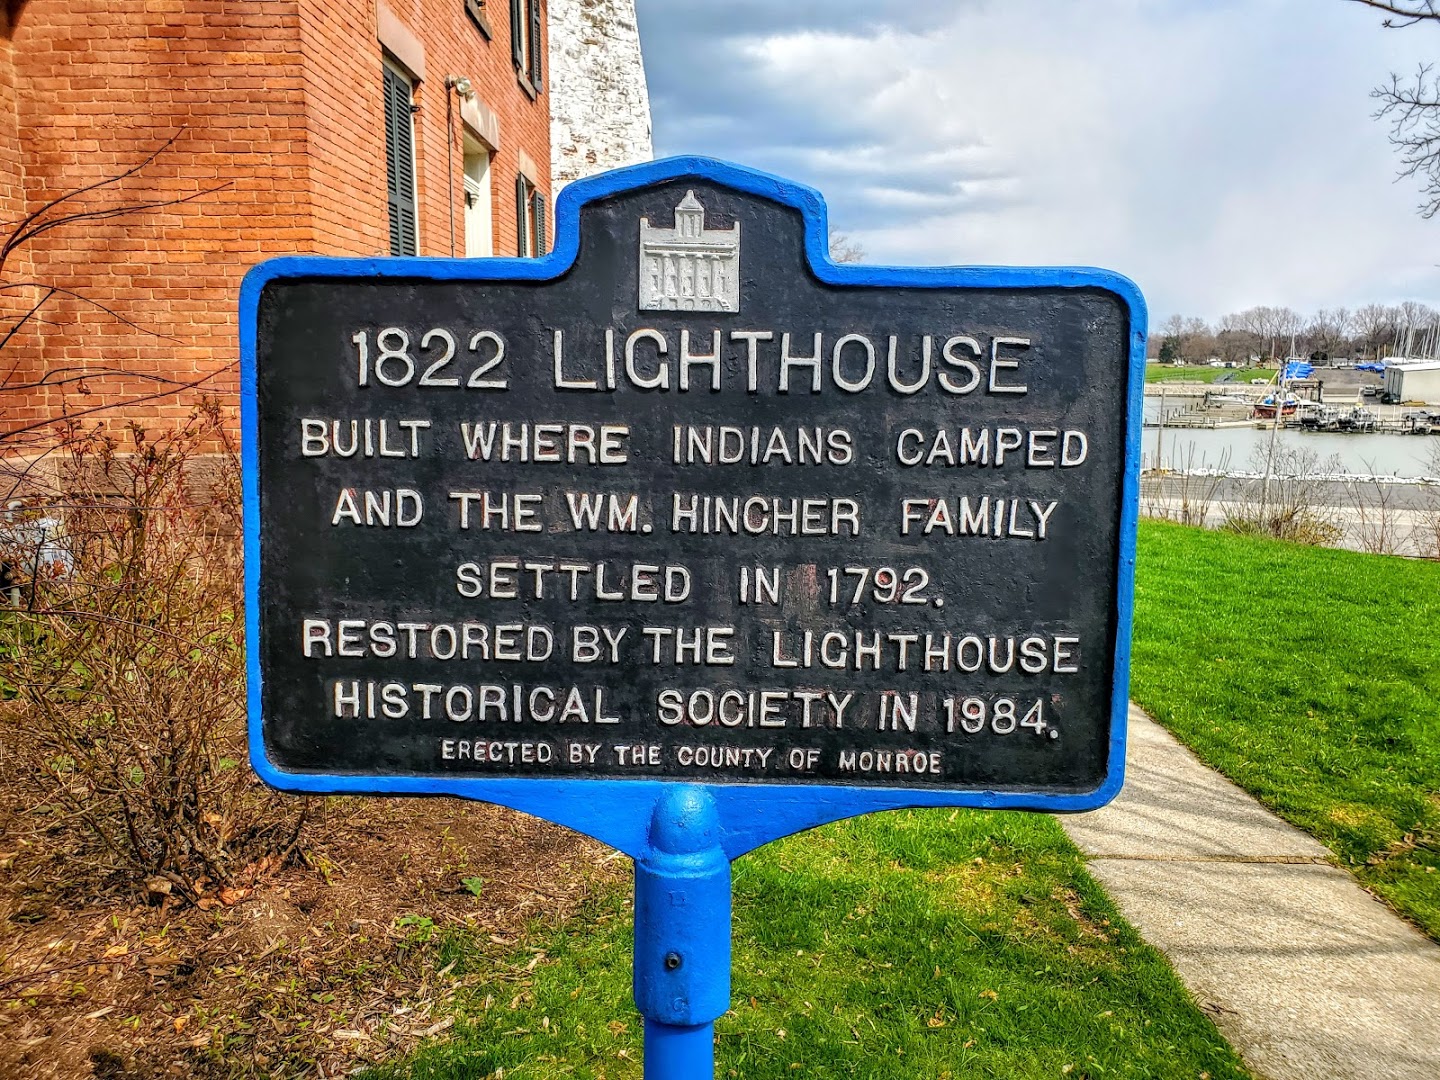 1822 LIGHTHOUSE
BUILT WHERE INDIANS CAMPED
AND THE WM. HINCHER FAMILY
SETTLED IN 1792.
RESTORED BY THE LIGHTHOUSE
HISTORICAL SOCIETY IN 1984.
ERECTED BY THE COUNTY OF MONROE